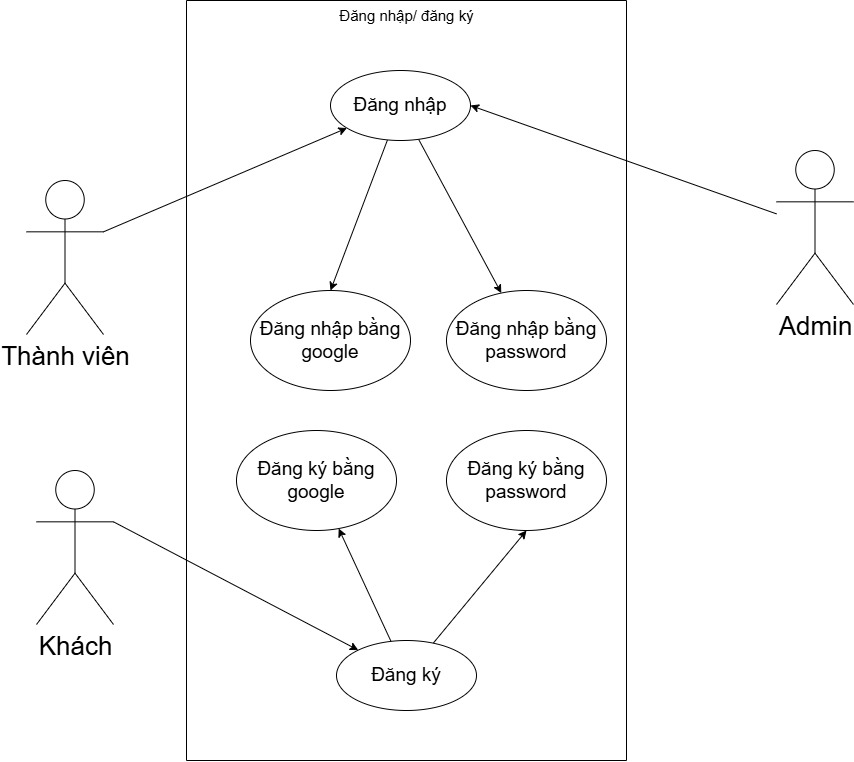 Đăng nhập/ đăng ký
Đăng nhập
Thành viên
Admin
Đăng nhập bằng
google
Đăng nhập bằng
password
Đăng ký bằng
google
Đăng ký bằng
password
Khách
Đăng ký